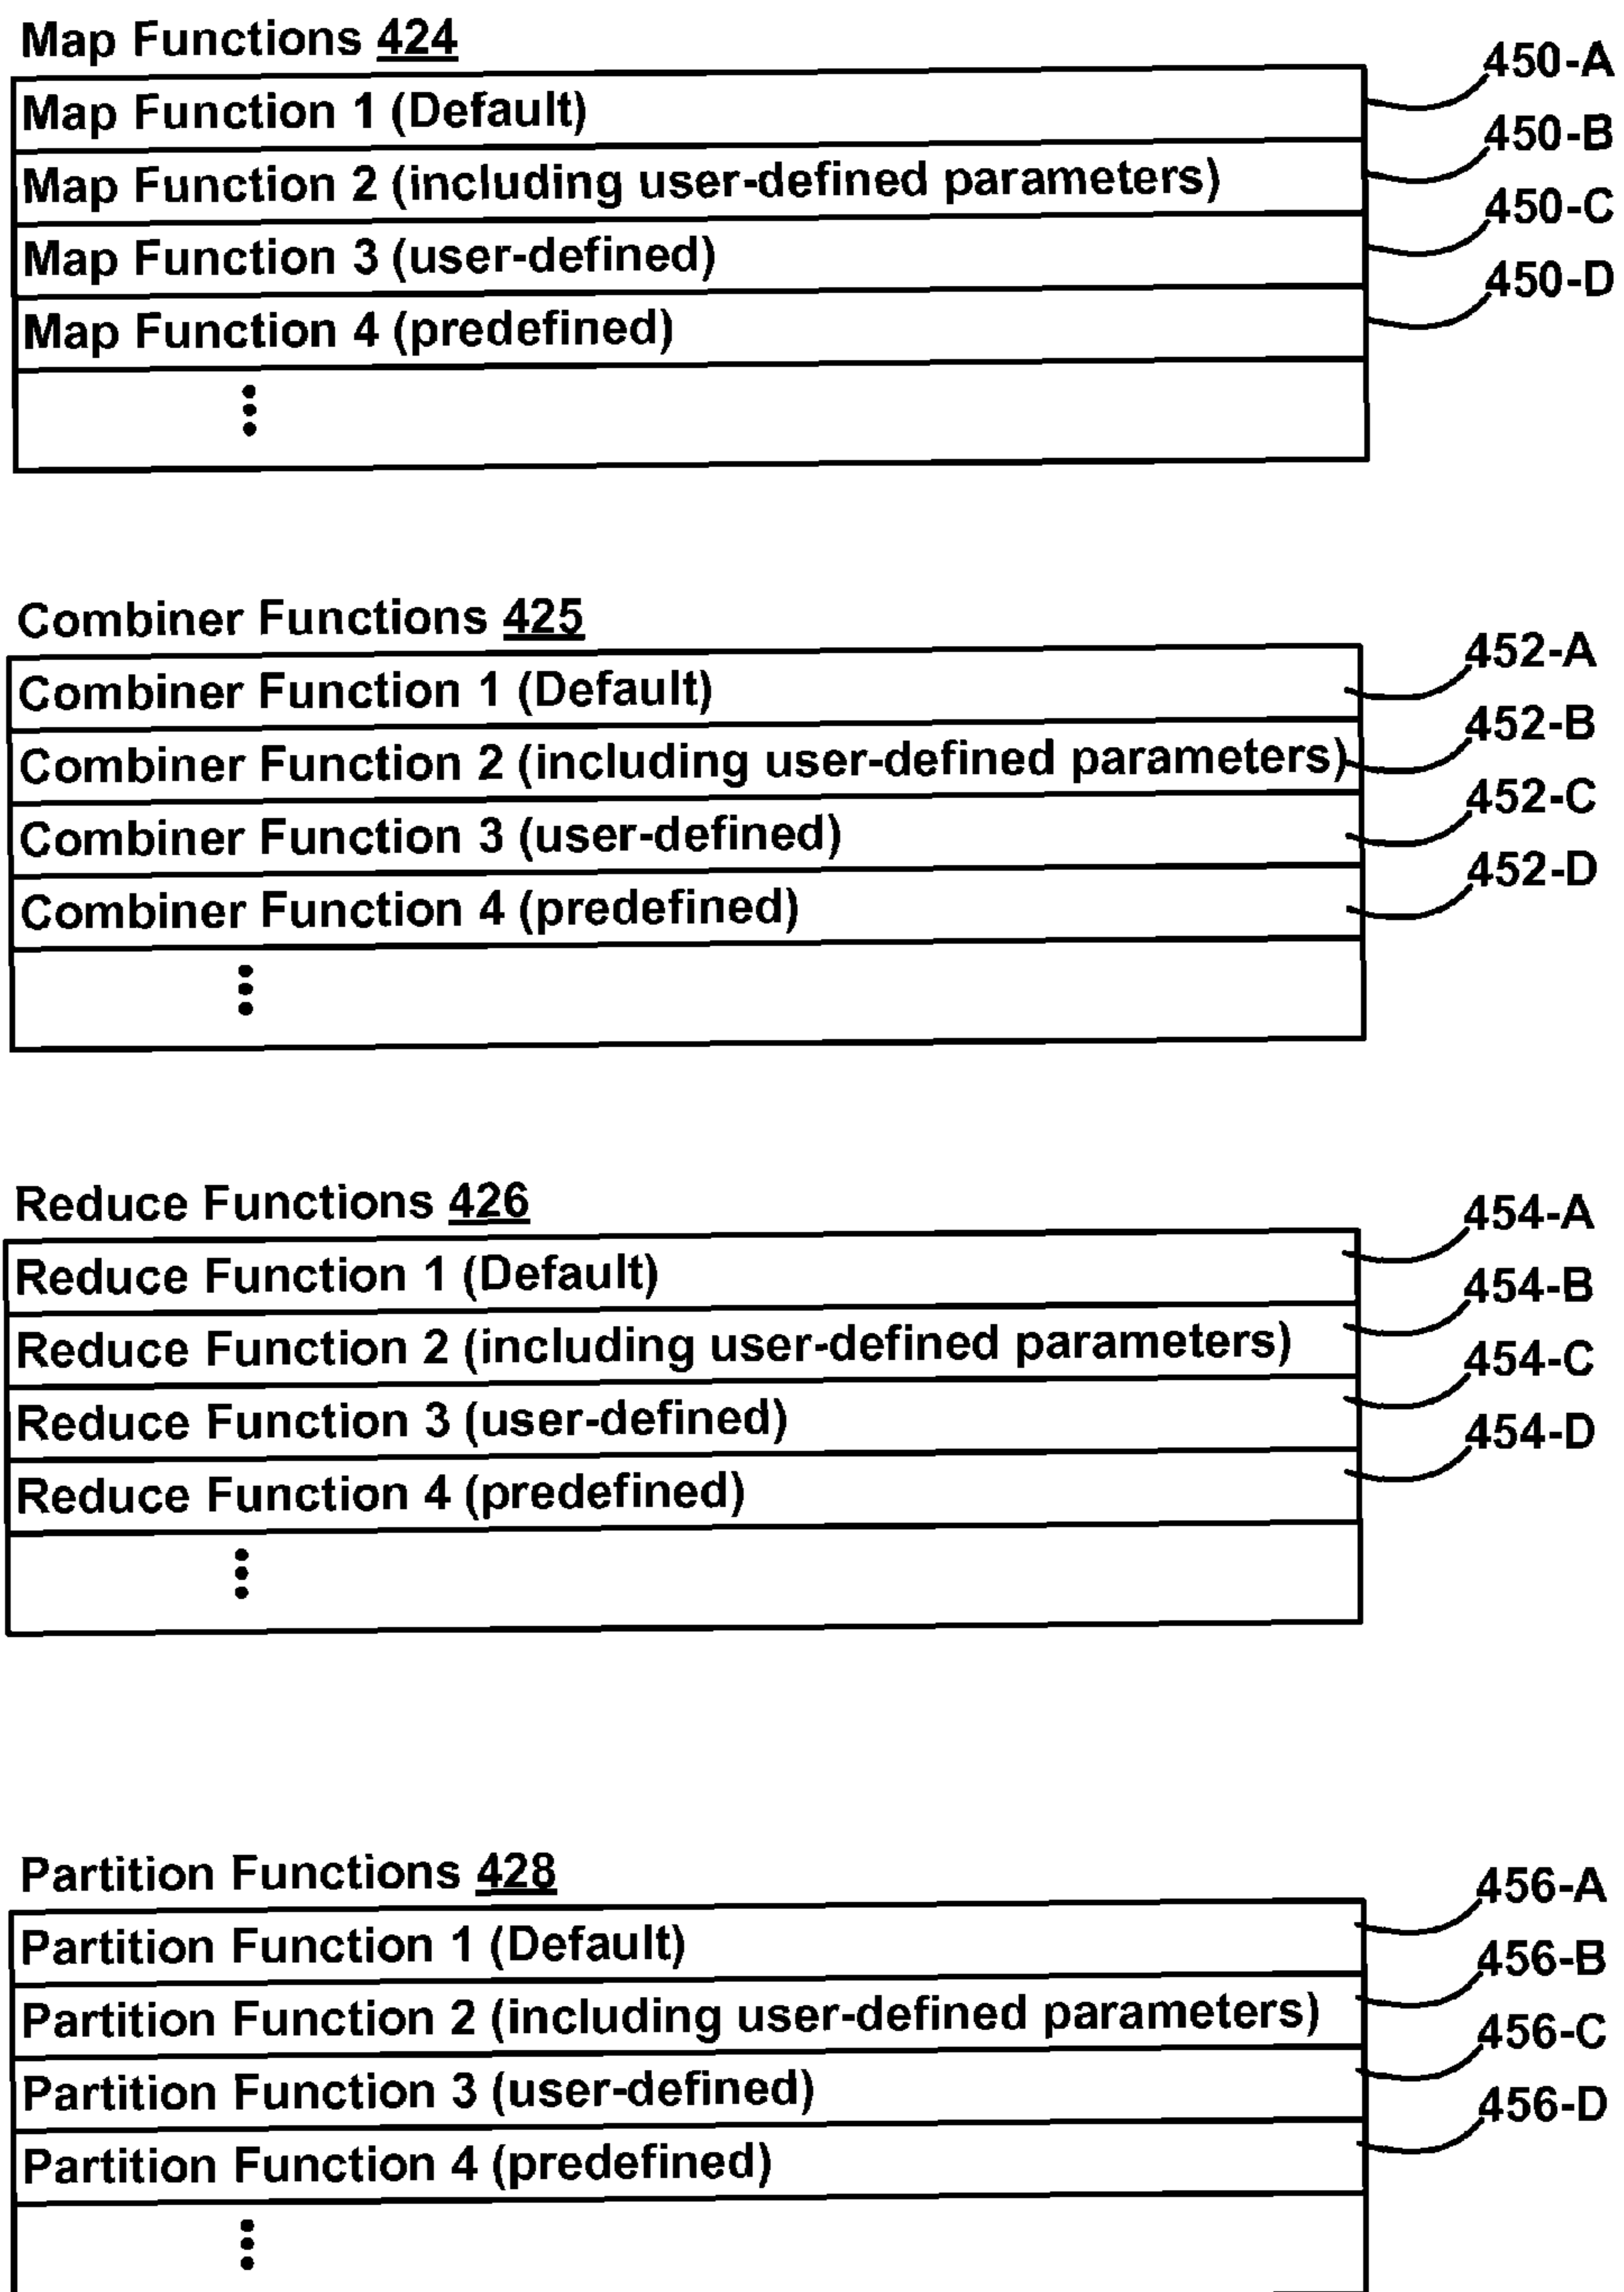 Map Functions 424
Map Function 1 (Default) 450-A
Map Function 2 (including user-defined parameters) 450-B
Map Function 3 (user-defined) 450-C
Map Function 4 (predefined) 450-D
Combiner Functions 425
Combiner Function 1 (Default) 452-A
Combiner Function 2 (including user-defined parameters) 452-B
Combiner Function 3 (user-defined) 452-C
Combiner Function 4 (predefined) 452-D
Reduce Functions 426
Reduce Function 1 (Default) 454-A
Reduce Function 2 (including user-defined parameters) 454-B
Reduce Function 3 (user-defined) 454-C
Reduce Function 4 (predefined) 454-D
Partition Functions 428
Partition Function 1 (Default) 456-A
Partition Function 2 (including user-defined parameters) 456-B
Partition Function 3 (user-defined) 456-C
Partition Function 4 (predefined) 456-D